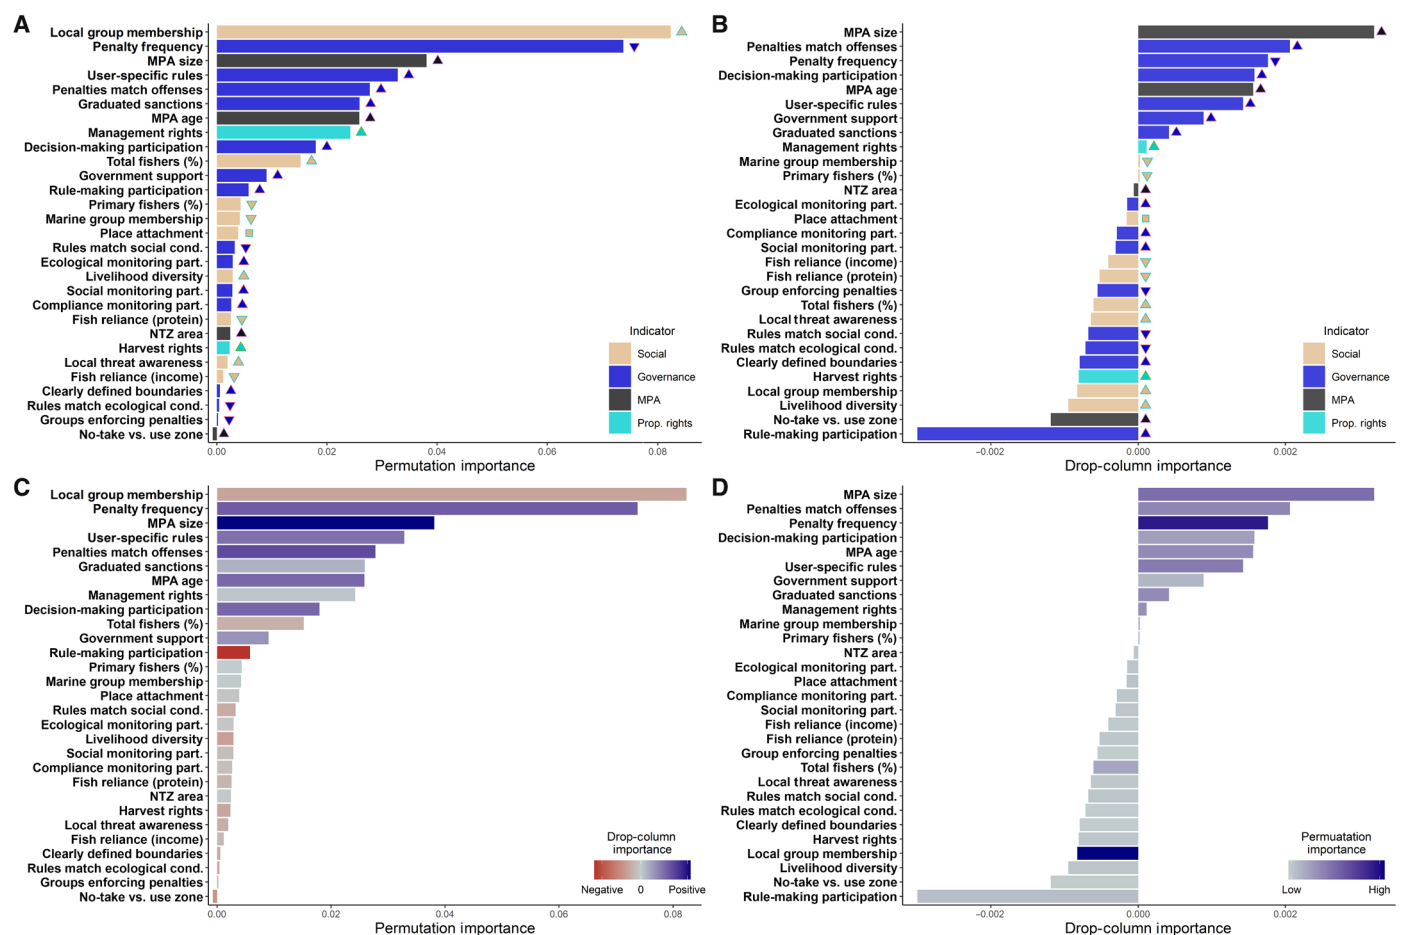 A
Local group membership
Penalty frequency
MPA size
User-specific rules
Penalties match offenses
Graduated sanctions
MPA age
Management rights
Decision-making participation
Total fishers (%)
Government support
Rule-making participation
Primary fishers (%)
Marine group membership
Place attachment
Rules match social cond.
Ecological monitoring part.
Livelihood diversity
Social monitoring part.
Compliance monitoring part.
Fish reliance (protein)
NTZ area
Harvest rights
Local threat awareness
Fish reliance (income)
Clearly defined boundaries
Rules match ecological cond.
Groups enforcing penalties
No-take vs. use zone
Indicator
Social
Governance
MPA
Prop. rights
0.00 0.02 0.04 0.06 0.08
Permutation importance
B
MPA size
Penalties match offenses
Penalty frequency
Decision-making participation
MPA age
User-specific rules
Government support
Graduated sanctions
Management rights
Marine group membership
Primary fishers (%)
NTZ area
Ecological monitoring part.
Place attachment
Compliance monitoring part.
Social monitoring part.
Fish reliance (income)
Fish reliance (protein)
Group enforcing penalties
Total fishers (%)
Local threat awareness
Rules match social cond.
Rules match ecological cond.
Clearly defined boundaries
Harvest rights
Local group membership
Livelihood diversity
No-take vs. use zone
Rule-making participation
Indicator
Social
Governance
MPA
Prop. rights
−0.002 0.000 0.002
Drop-column importance
C
Local group membership
Penalty frequency
MPA size
User-specific rules
Penalties match offenses
Graduated sanctions
MPA age
Management rights
Decision-making participation
Total fishers (%)
Government support
Rule-making participation
Primary fishers (%)
Marine group membership
Place attachment
Rules match social cond.
Ecological monitoring part.
Livelihood diversity
Social monitoring part.
Compliance monitoring part.
Fish reliance (protein)
NTZ area
Harvest rights
Local threat awareness
Fish reliance (income)
Clearly defined boundaries
Rules match ecological cond.
Groups enforcing penalties
No-take vs. use zone
Drop-column
importance
Negative 0 Positive
0.00 0.02 0.04 0.06 0.08
Permutation importance
D
MPA size
Penalties match offenses
Penalty frequency
Decision-making participation
MPA age
User-specific rules
Government support
Graduated sanctions
Management rights
Marine group membership
Primary fishers (%)
NTZ area
Ecological monitoring part.
Place attachment
Compliance monitoring part.
Social monitoring part.
Fish reliance (income)
Fish reliance (protein)
Group enforcing penalties
Total fishers (%)
Local threat awareness
Rules match social cond.
Rules match ecological cond.
Clearly defined boundaries
Harvest rights
Local group membership
Livelihood diversity
No-take vs. use zone
Rule-making participation
Permuatation
importance
Low High
−0.002 0.000 0.002
Drop-column importance